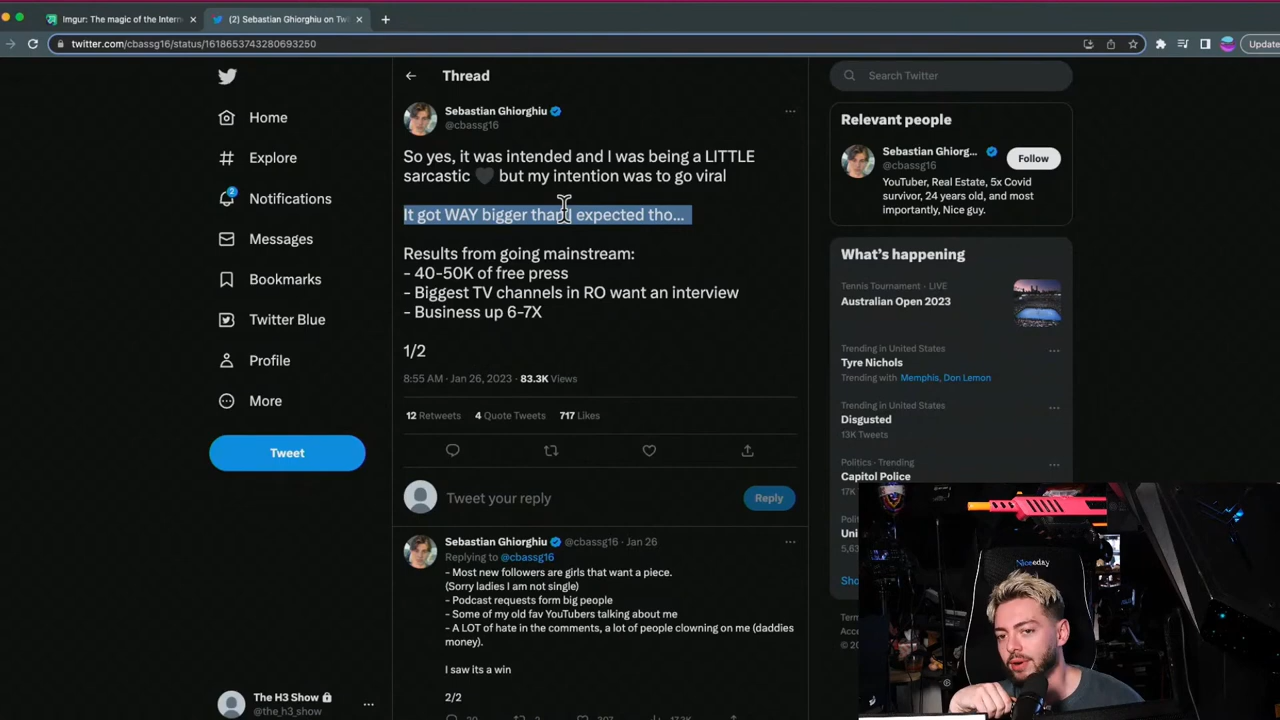 Imgur: The magic of the Intern
(2) Sebastian Ghiorghiu on Tw
twitter.com/cbassg16/status/1618653743280693250
Update
Home
Explore
2
Notifications
Messages
Bookmarks
Twitter Blue
Profile
More
Tweet
The H3 Show
@the_h3_show
Thread
Sebastian Ghiorghiu
@cbassg16
So yes, it was intended and I was being a LITTLE
sarcastic 🖤 but my intention was to go viral
It got WAY bigger than I expected tho...
Results from going mainstream:
- 40-50K of free press
- Biggest TV channels in RO want an interview
- Business up 6-7X
1/2
8:55 AM · Jan 26, 2023 · 83.3K Views
12 Retweets 4 Quote Tweets 717 Likes
Tweet your reply
Reply
Sebastian Ghiorghiu @cbassg16 · Jan 26
Replying to @cbassg16
- Most new followers are girls that want a piece.
(Sorry ladies I am not single)
- Podcast requests form big people
- Some of my old fav YouTubers talking about me
- A LOT of hate in the comments, a lot of people clowning on me (daddies
money).
I saw its a win
2/2
Search Twitter
Relevant people
Sebastian Ghiorg...
@cbassg16
Follow
YouTuber, Real Estate, 5x Covid
survivor, 24 years old, and most
importantly, Nice guy.
What's happening
Tennis Tournament · LIVE
Australian Open 2023
Trending in United States
Tyre Nichols
Trending with Memphis, Don Lemon
Trending in United States
Disgusted
13K Tweets
Politics · Trending
Capitol Police
17K
Uni
5,63
Sho
Term
Acce
© 20
Niceday